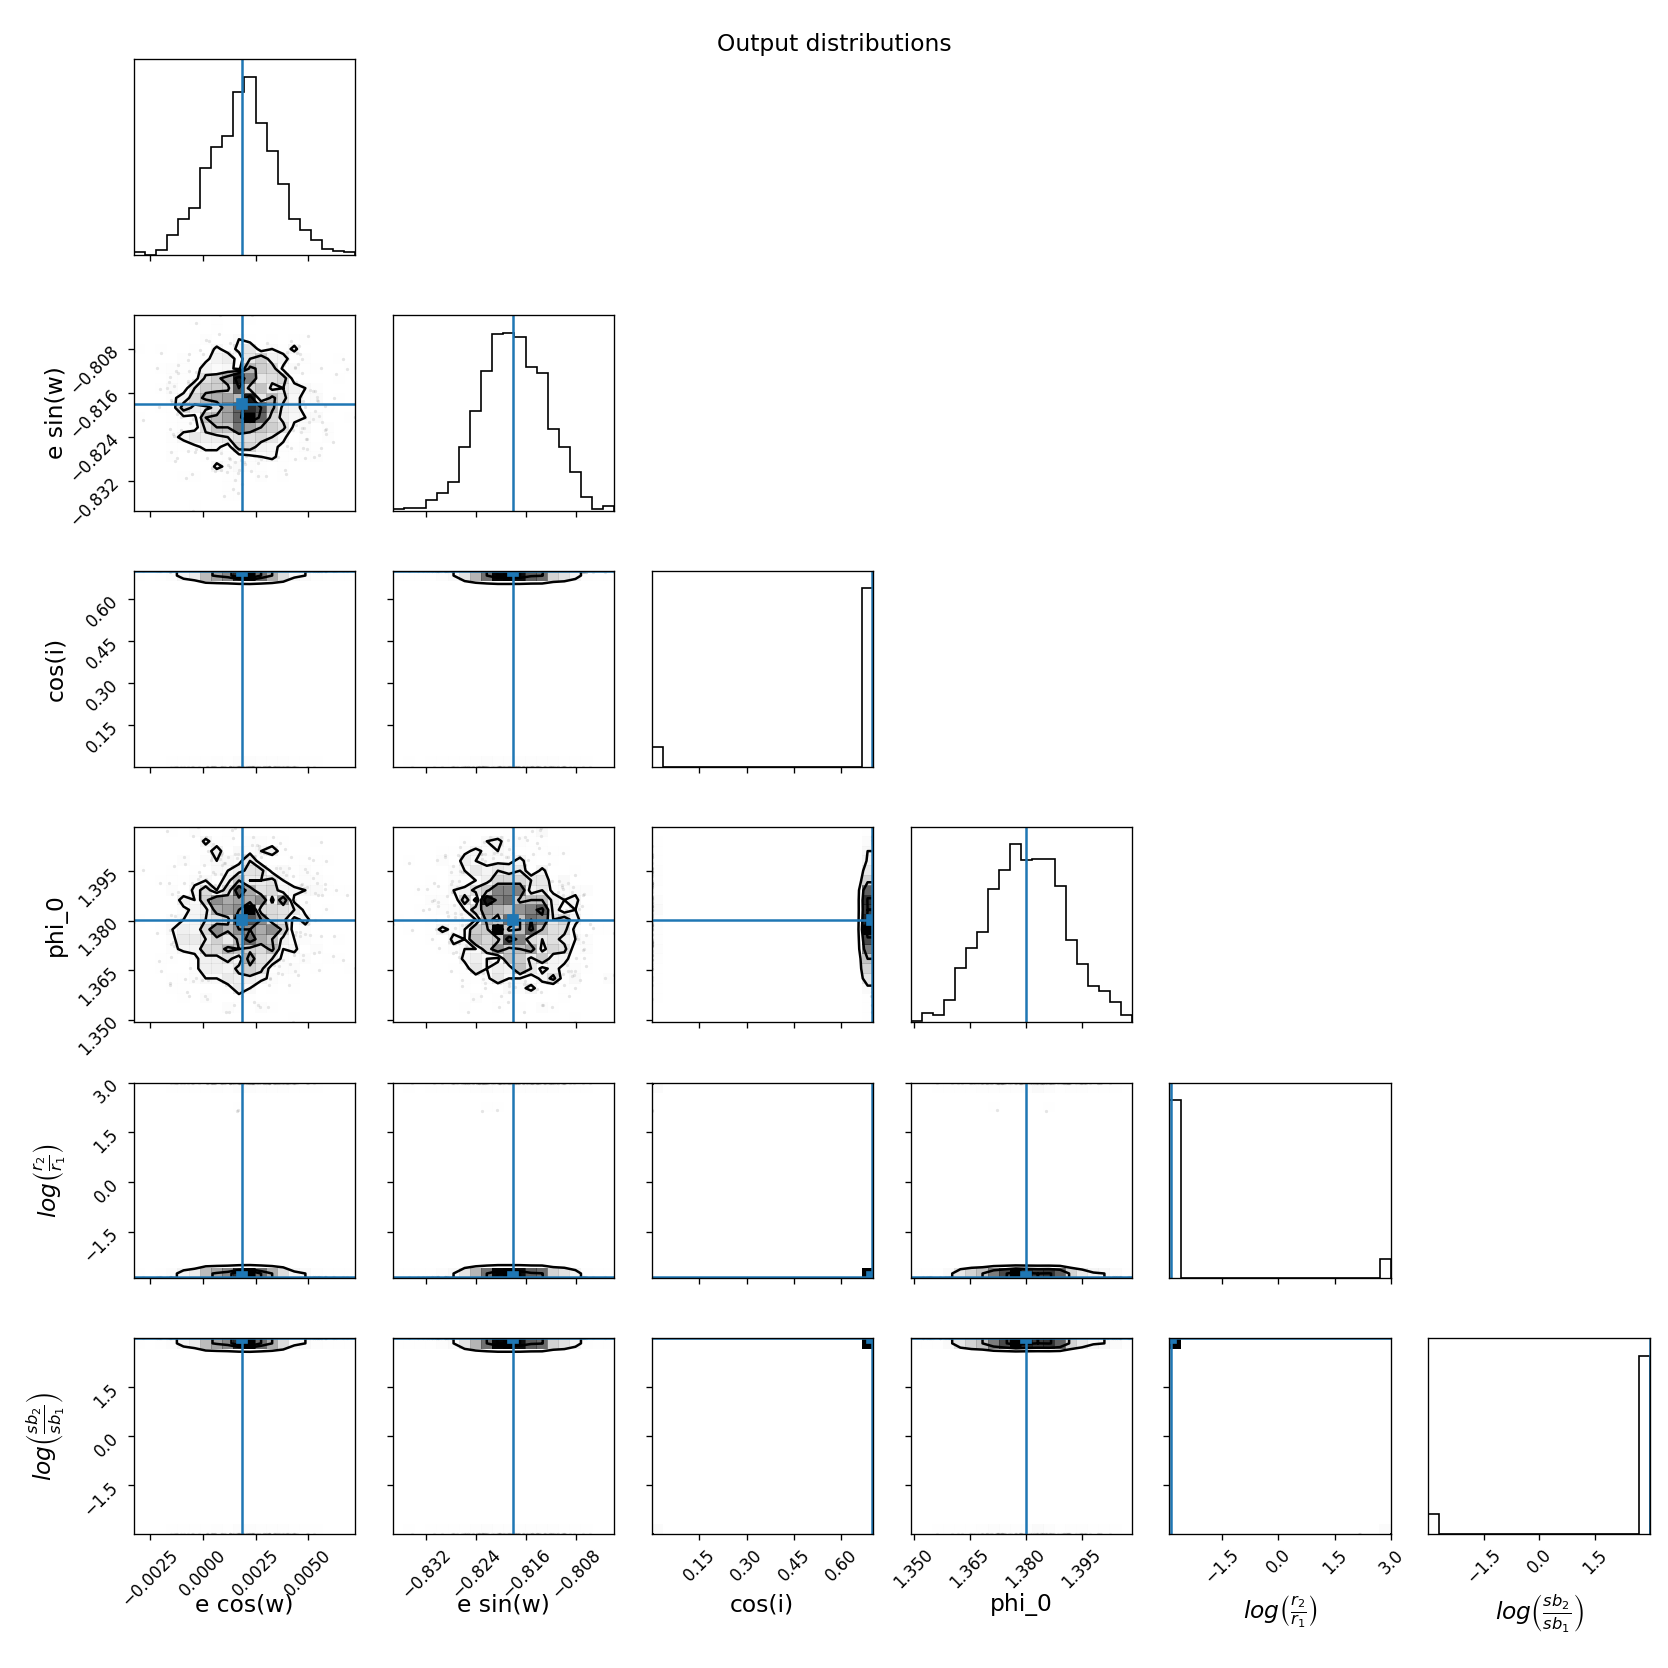 Output distributions
e sin(w)
−0.808
−0.816
−0.824
−0.832
cos(i)
0.60
0.45
0.30
0.15
phi_0
1.395
1.380
1.365
1.350
log(r₂/r₁)
3.0
1.5
0.0
−1.5
log(sb₂/sb₁)
1.5
0.0
−1.5
−0.0025 0.0000 0.0025 0.0050 −0.832 −0.824 −0.816 −0.808 0.15 0.30 0.45 0.60 1.350 1.365 1.380 1.395 −1.5 0.0 1.5 3.0 −1.5 0.0 1.5
e cos(w) e sin(w) cos(i) phi_0 log(r₂/r₁) log(sb₂/sb₁)